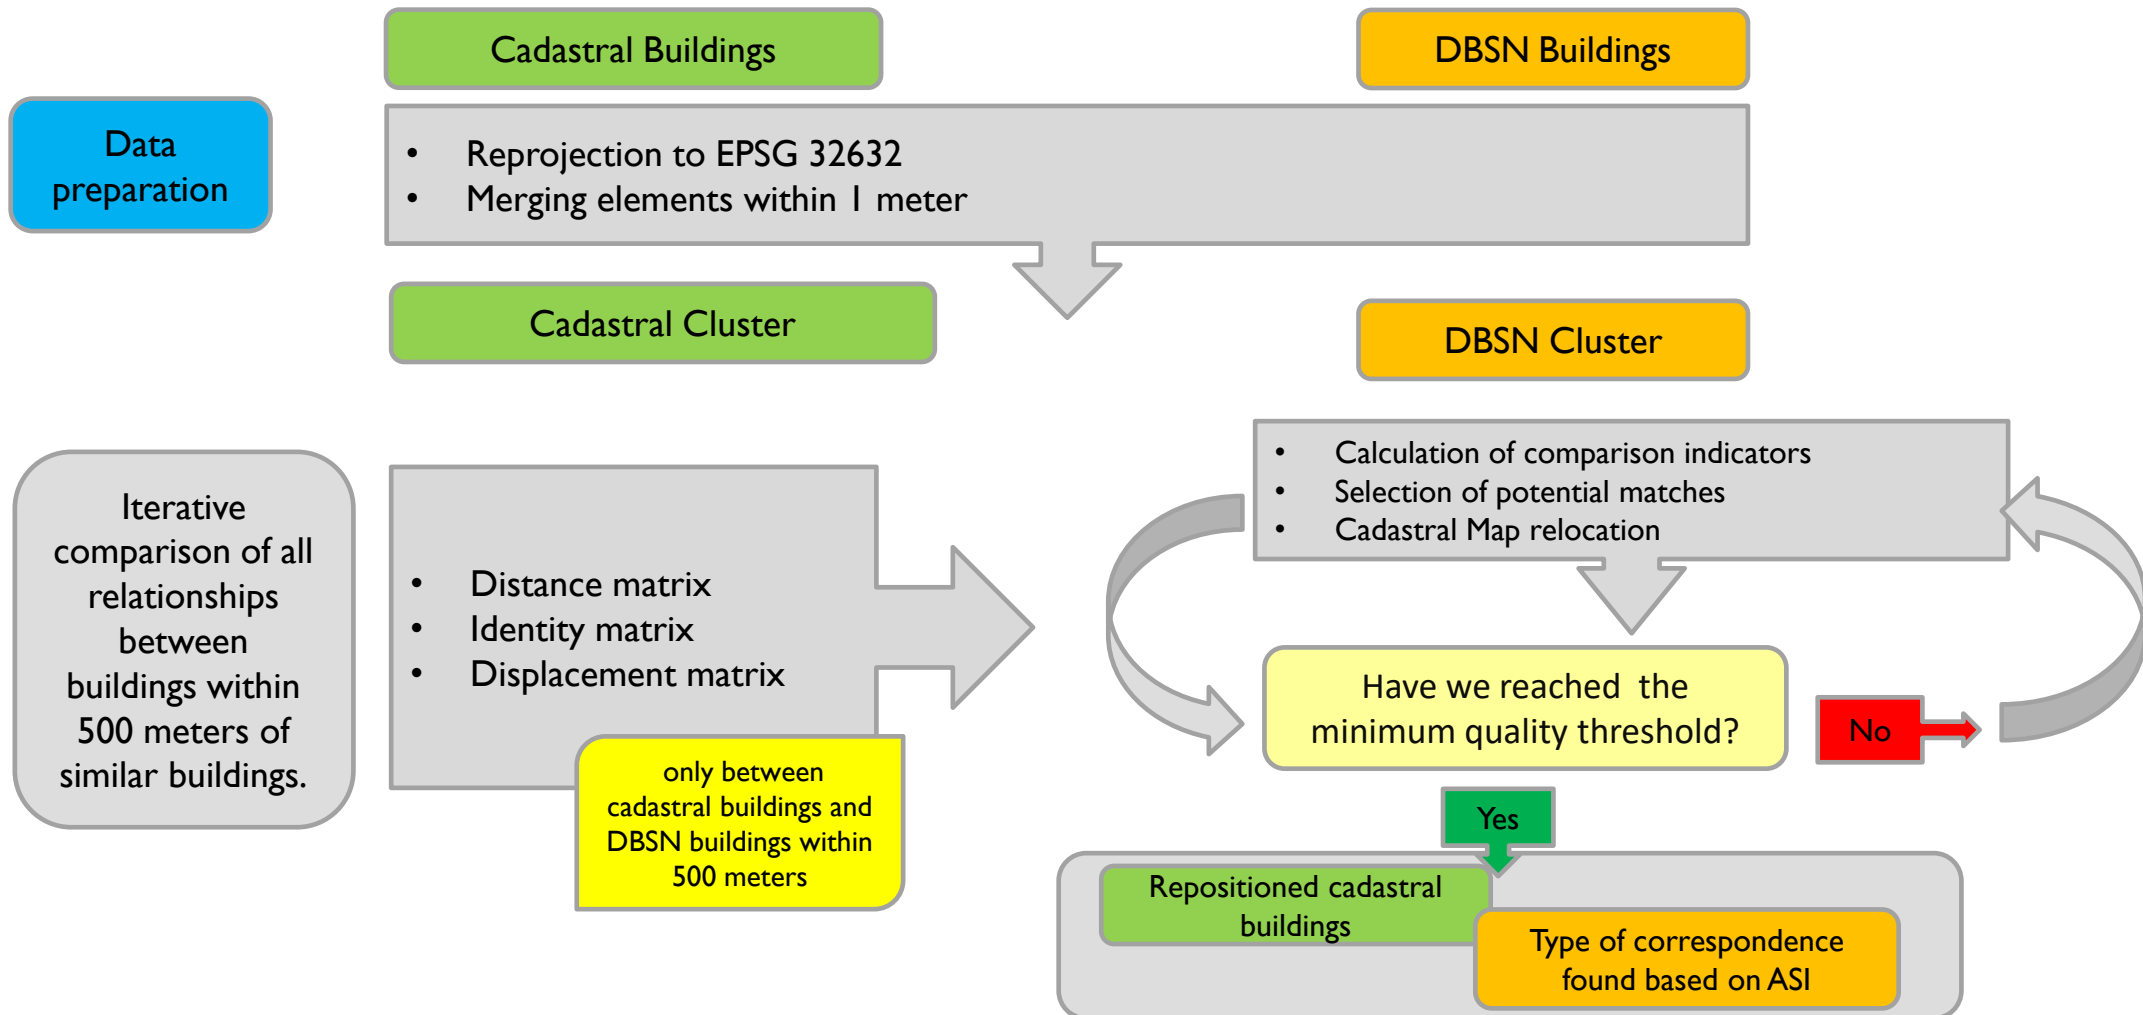 Cadastral Buildings
DBSN Buildings
Data
preparation
• Reprojection to EPSG 32632
• Merging elements within 1 meter
Cadastral Cluster
DBSN Cluster
Iterative
comparison of all
relationships
between
buildings within
500 meters of
similar buildings.
• Distance matrix
• Identity matrix
• Displacement matrix
only between
cadastral buildings and
DBSN buildings within
500 meters
• Calculation of comparison indicators
• Selection of potential matches
• Cadastral Map relocation
Have we reached the
minimum quality threshold?
No
Yes
Repositioned cadastral
buildings
Type of correspondence
found based on ASI